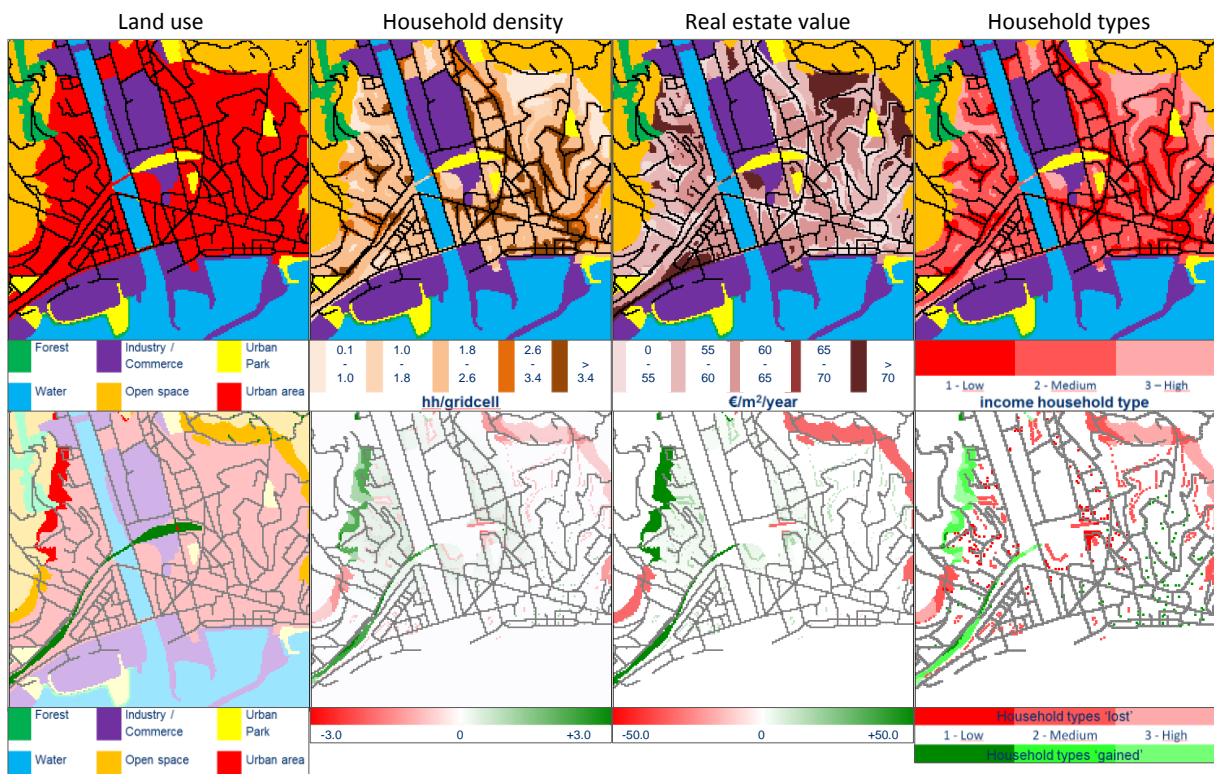 Land use
Household density
Real estate value
Household types
Forest
Industry /
Commerce
Urban
Park
Water
Open space
Urban area
0.1
-
1.0
1.0
-
1.8
1.8
-
2.6
2.6
-
3.4
>
3.4
hh/gridcell
0
-
55
55
-
60
60
-
65
65
-
70
>
70
€/m²/year
1 - Low
2 - Medium
3 – High
income household type
Forest
Industry /
Commerce
Urban
Park
Water
Open space
Urban area
-3.0
0
+3.0
-50.0
0
+50.0
Household types 'lost'
1 - Low
2 - Medium
3 - High
Household types 'gained'